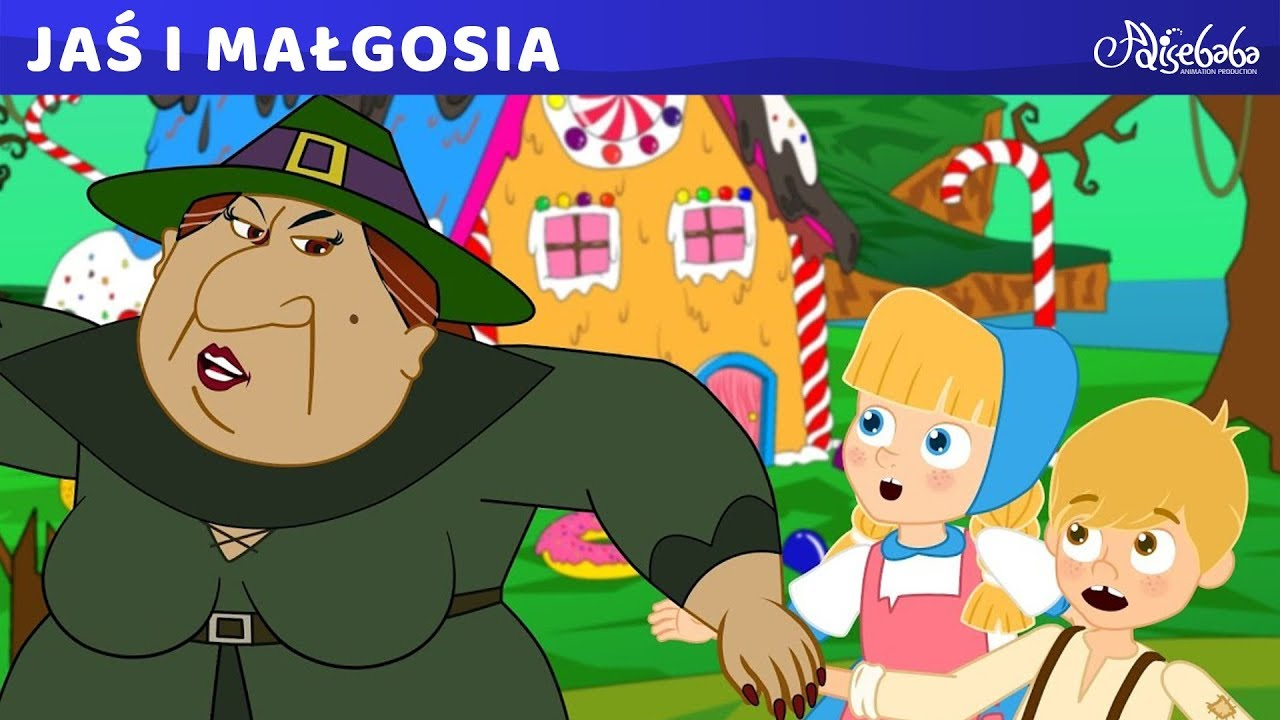 JAŚ I MAŁGOSIA
Adisebaba
ANIMATION PRODUCTION